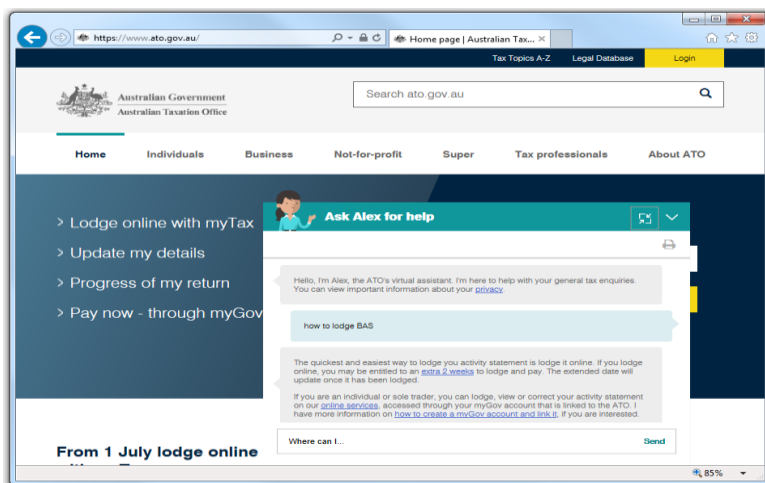 https://www.ato.gov.au/
Home page | Australian Tax...
Tax Topics A-Z Legal Database Login
Australian Government
Australian Taxation Office
Search ato.gov.au
Home Individuals Business Not-for-profit Super Tax professionals About ATO
> Lodge online with myTax
> Update my details
> Progress of my return
> Pay now - through myGov
Ask Alex for help
Hello, I'm Alex, the ATO's virtual assistant. I'm here to help with your general tax enquiries.
You can view important information about your privacy.
how to lodge BAS
The quickest and easiest way to lodge you activity statement is lodge it online. If you lodge
online, you may be entitled to an extra 2 weeks to lodge and pay. The extended date will
update once it has been lodged.
If you are an individual or sole trader, you can lodge, view or correct your activity statement
on our online services, accessed through your myGov account that is linked to the ATO. I
have more information on how to create a myGov account and link it, if you are interested.
Where can I... Send
From 1 July lodge online
85%